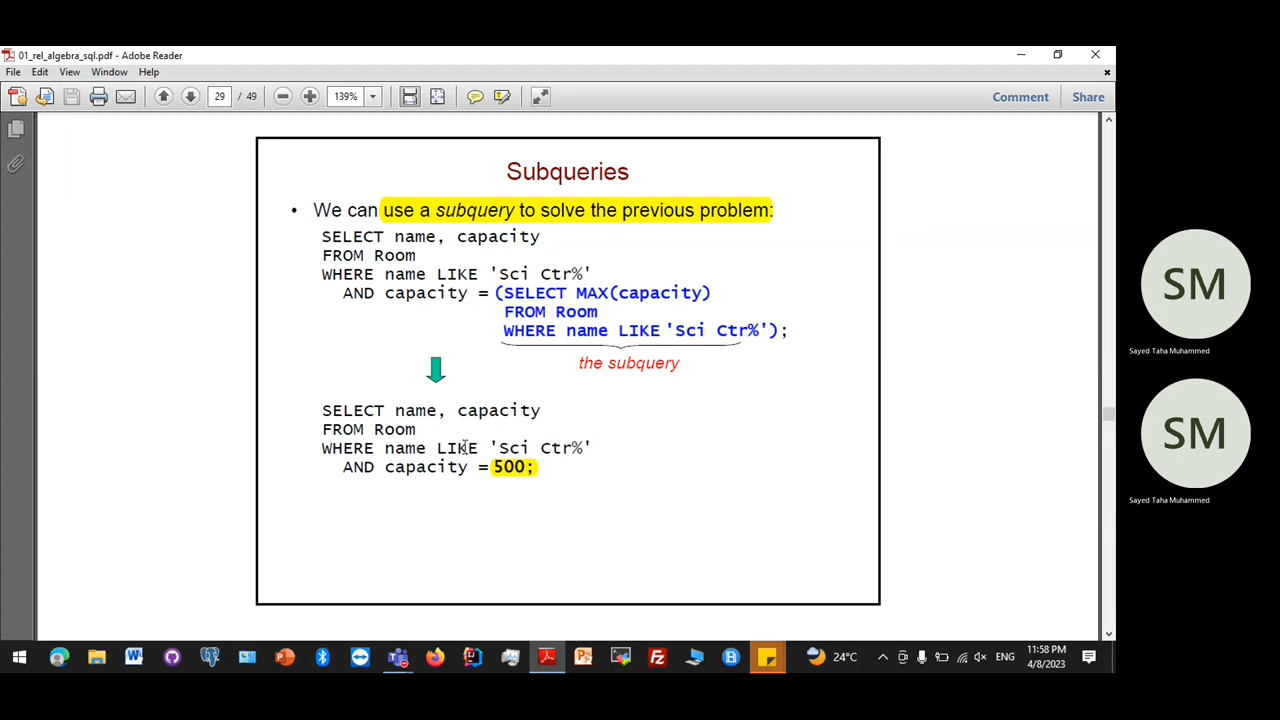 01_rel_algebra_sql.pdf - Adobe Reader
File Edit View Window Help
29 / 49
139%
Comment Share
Subqueries
• We can use a subquery to solve the previous problem:
SELECT name, capacity
FROM Room
WHERE name LIKE 'Sci Ctr%'
AND capacity = (SELECT MAX(capacity)
FROM Room
WHERE name LIKE 'Sci Ctr%');
the subquery
SELECT name, capacity
FROM Room
WHERE name LIKE 'Sci Ctr%'
AND capacity = 500;
SM
Sayed Taha Muhammed
SM
Sayed Taha Muhammed
24°C
ENG
11:58 PM
4/8/2023